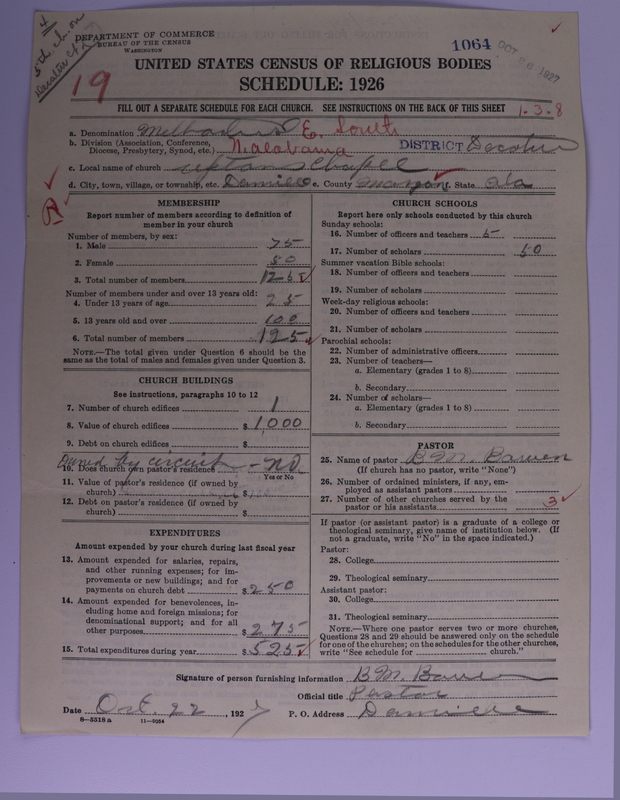 4
5th ch. on
Decatur Ct
DEPARTMENT OF COMMERCE
BUREAU OF THE CENSUS
WASHINGTON
1064
OCT 26 1927
UNITED STATES CENSUS OF RELIGIOUS BODIES
SCHEDULE: 1926
19
FILL OUT A SEPARATE SCHEDULE FOR EACH CHURCH. SEE INSTRUCTIONS ON THE BACK OF THIS SHEET
1-3-8
a. Denomination Methodist E. South
b. Division (Association, Conference, Diocese, Presbytery, Synod, etc.) N. Alabama DISTRICT Decatur
c. Local name of church Uptons Chapel
d. City, town, village, or township, etc. Danville e. County Morgan f. State Ala
MEMBERSHIP
Report number of members according to definition of member in your church
Number of members, by sex:
1. Male 75
2. Female 50
3. Total number of members 125
Number of members under and over 13 years old:
4. Under 13 years of age 25
5. 13 years old and over 100
6. Total number of members 125
NOTE.—The total given under Question 6 should be the same as the total of males and females given under Question 3.
CHURCH BUILDINGS
See instructions, paragraphs 10 to 12
7. Number of church edifices 1
8. Value of church edifices $ 1,000
9. Debt on church edifices $
Owned by circuit - no
10. Does church own pastor's residence
Yes or No
11. Value of pastor's residence (if owned by church) $
12. Debt on pastor's residence (if owned by church) $
EXPENDITURES
Amount expended by your church during last fiscal year
13. Amount expended for salaries, repairs, and other running expenses; for improvements or new buildings; and for payments on church debt $ 250
14. Amount expended for benevolences, including home and foreign missions; for denominational support; and for all other purposes $ 275
15. Total expenditures during year $ 525
CHURCH SCHOOLS
Report here only schools conducted by this church
Sunday schools:
16. Number of officers and teachers 5
17. Number of scholars 50
Summer vacation Bible schools:
18. Number of officers and teachers
19. Number of scholars
Week-day religious schools:
20. Number of officers and teachers
21. Number of scholars
Parochial schools:
22. Number of administrative officers
23. Number of teachers—
a. Elementary (grades 1 to 8)
b. Secondary
24. Number of scholars—
a. Elementary (grades 1 to 8)
b. Secondary
PASTOR
25. Name of pastor B. M. Bowen
(If church has no pastor, write "None")
26. Number of ordained ministers, if any, employed as assistant pastors
27. Number of other churches served by the pastor or his assistants 3
If pastor (or assistant pastor) is a graduate of a college or theological seminary, give name of institution below. (If not a graduate, write "No" in the space indicated.)
Pastor:
28. College
29. Theological seminary
Assistant pastor:
30. College
31. Theological seminary
NOTE.—Where one pastor serves two or more churches, Questions 28 and 29 should be answered only on the schedule for one of the churches; on the schedules for the other churches, write "See schedule for church."
Signature of person furnishing information B. M. Bowen
Official title Pastor
Date Oct. 22, 1927 P. O. Address Danville
8-5318 a 11-9054